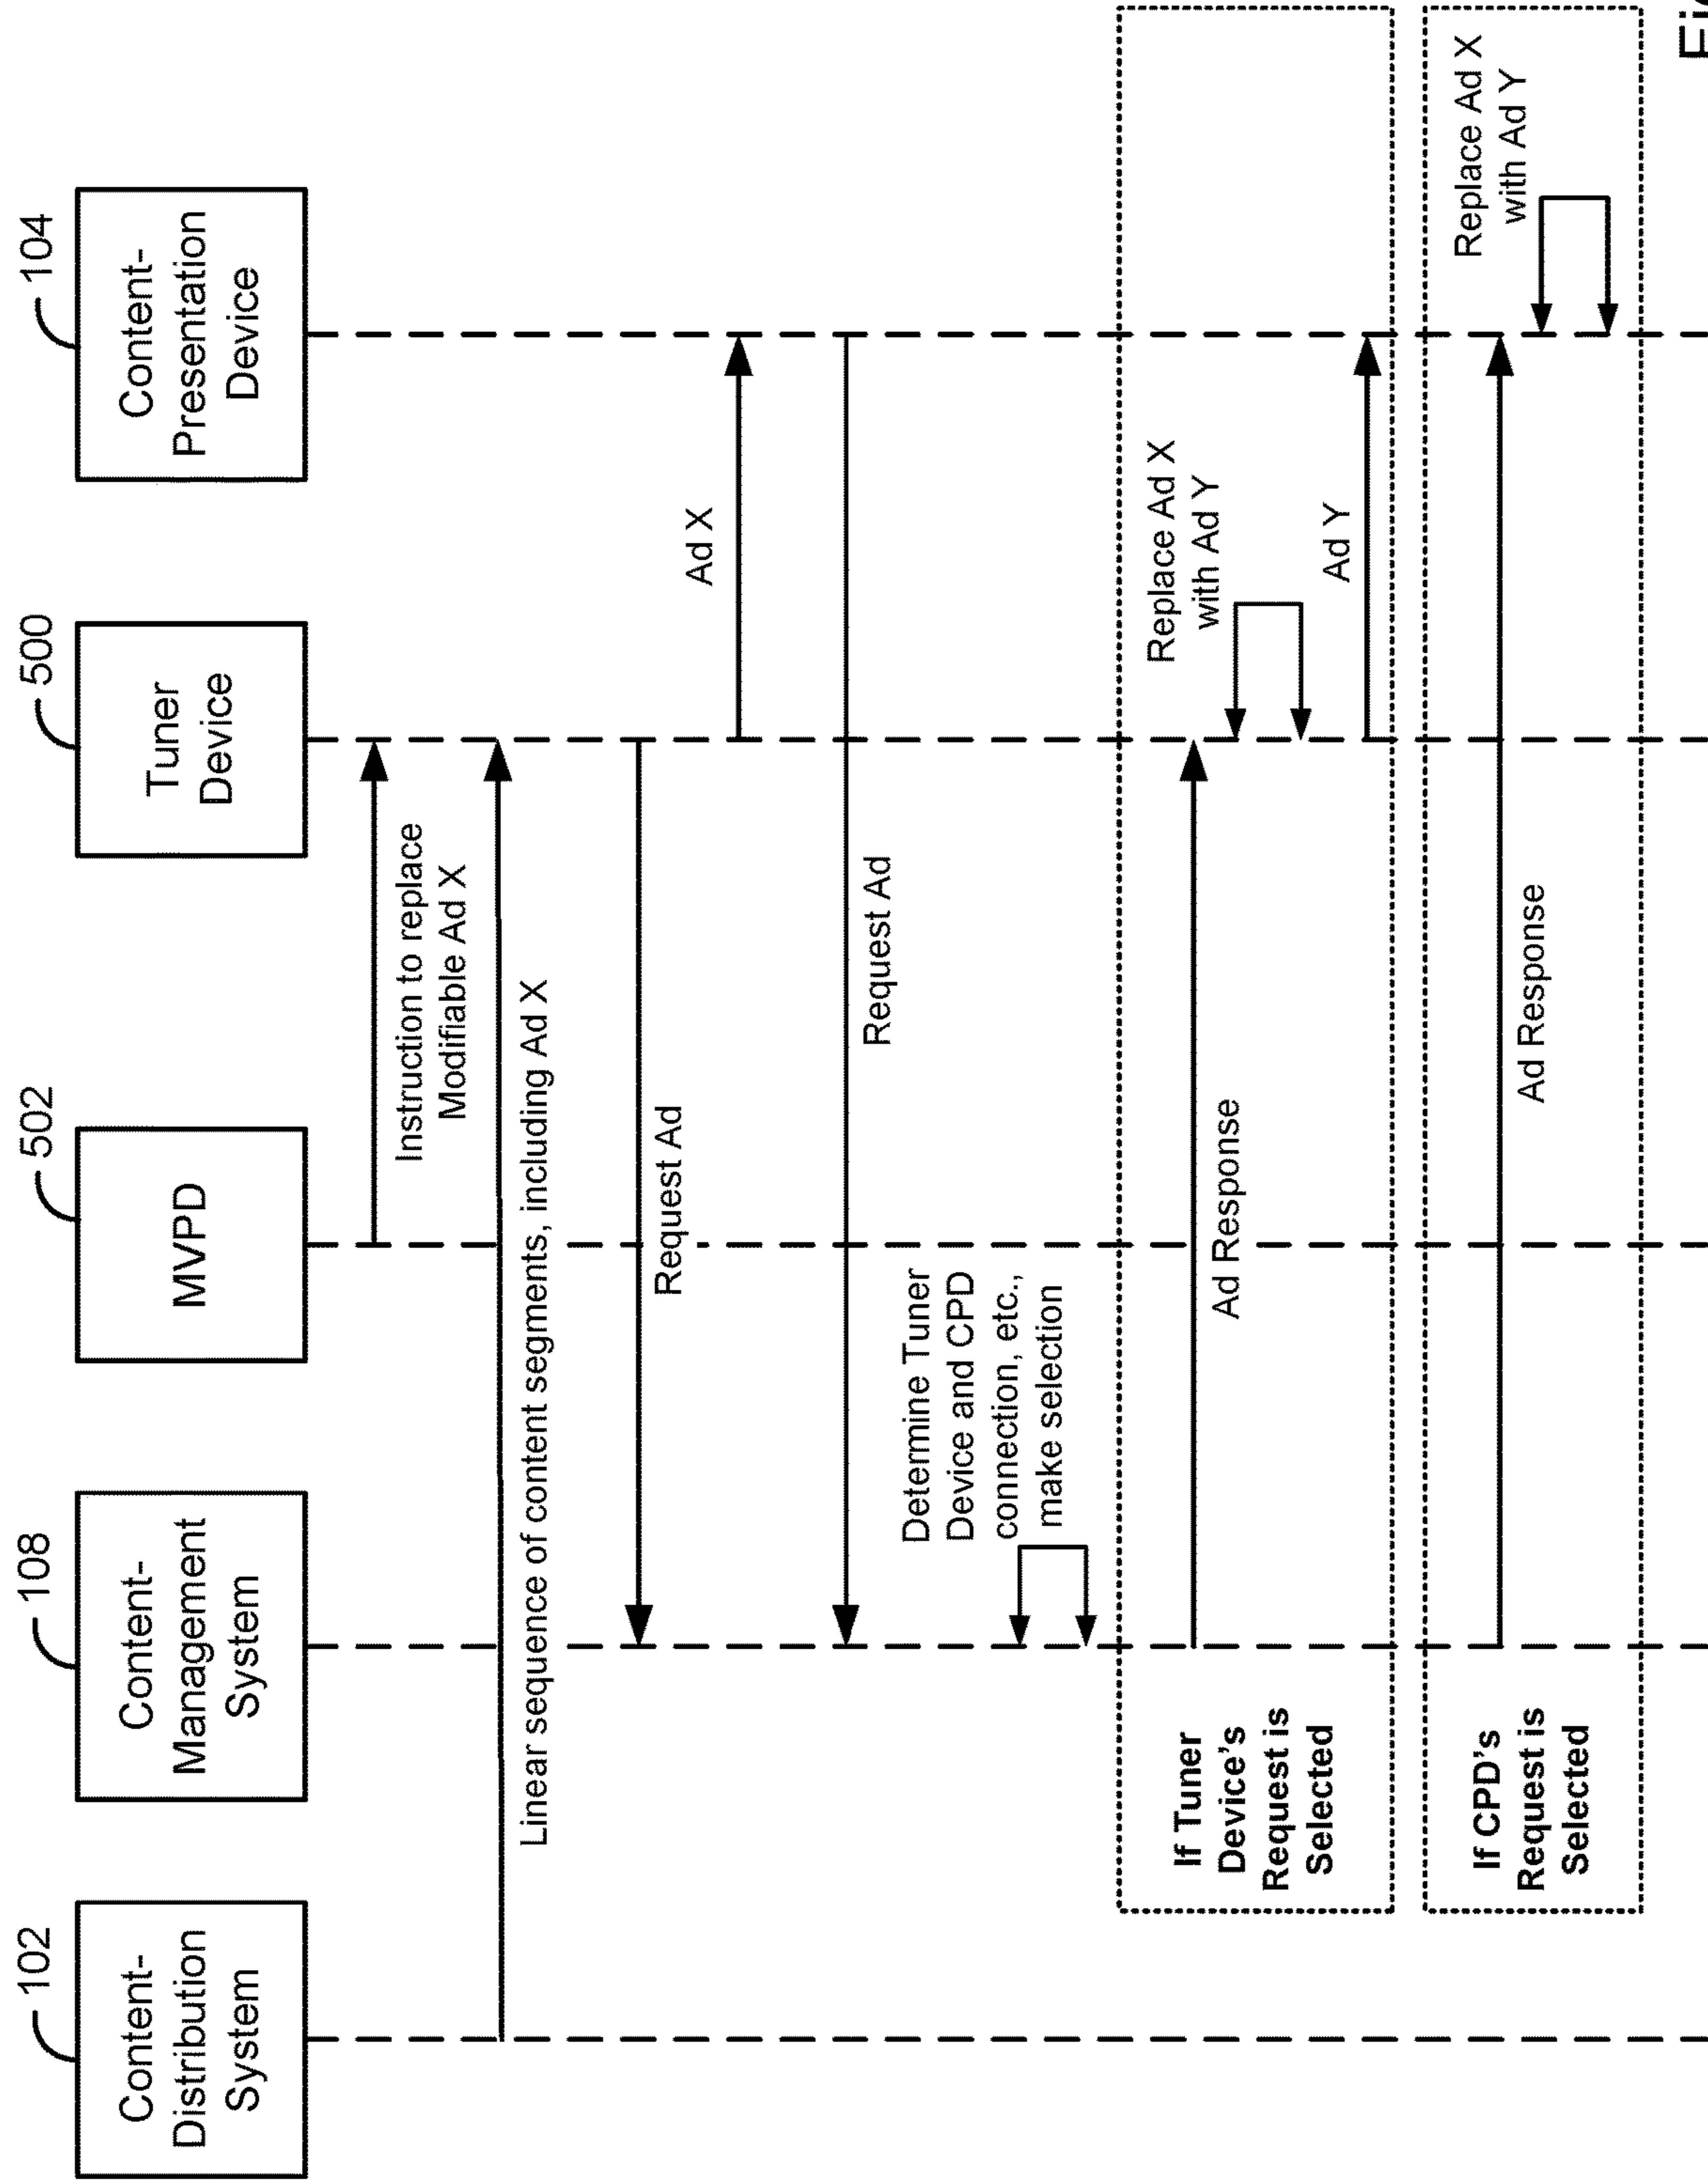 102
Content-
Distribution
System
108
Content-
Management
System
502
MVPD
500
Tuner
Device
104
Content-
Presentation
Device
Instruction to replace
Modifiable Ad X
Linear sequence of content segments, including Ad X
Request Ad
Ad X
Request Ad
Determine Tuner
Device and CPD
connection, etc.,
make selection
If Tuner
Device's
Request is
Selected
Ad Response
Replace Ad X
with Ad Y
Ad Y
If CPD's
Request is
Selected
Ad Response
Replace Ad X
with Ad Y